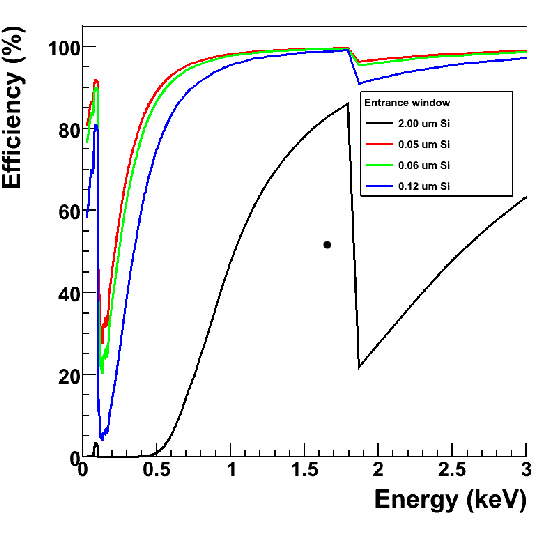 Efficiency (%)
100
80
60
40
20
0
Entrance window
2.00 um Si
0.05 um Si
0.06 um Si
0.12 um Si
0 0.5 1 1.5 2 2.5 3
Energy (keV)